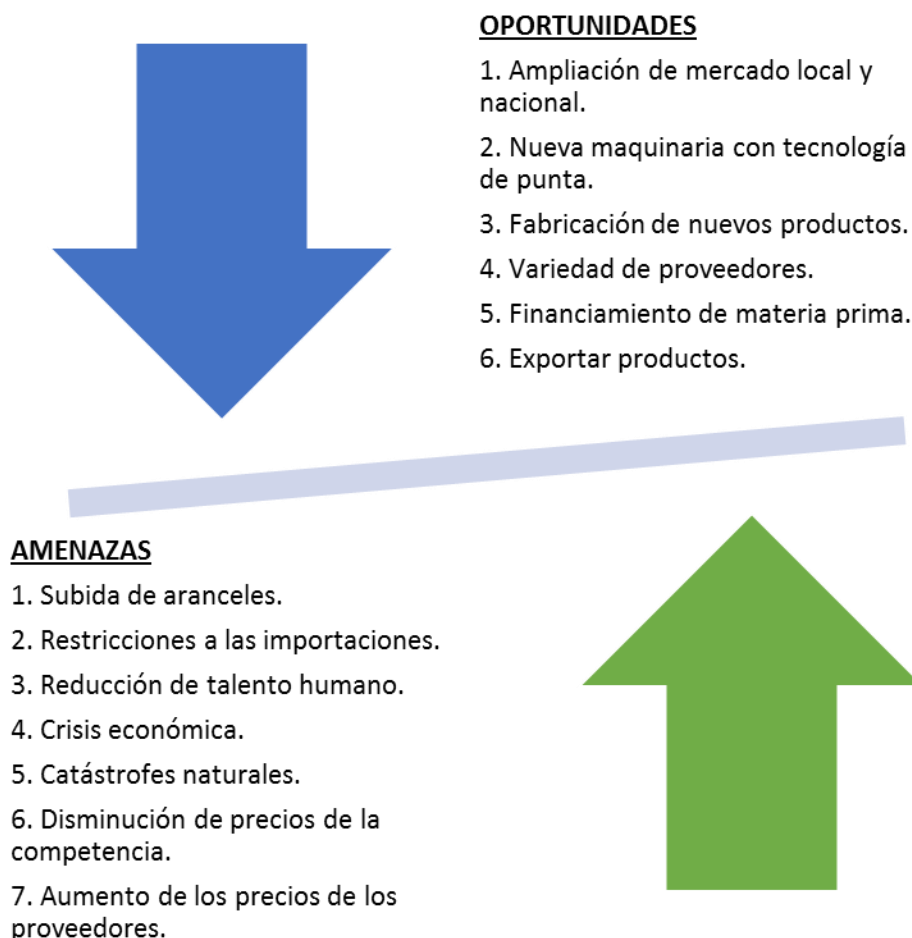 OPORTUNIDADES
1. Ampliación de mercado local y
nacional.
2. Nueva maquinaria con tecnología
de punta.
3. Fabricación de nuevos productos.
4. Variedad de proveedores.
5. Financiamiento de materia prima.
6. Exportar productos.
AMENAZAS
1. Subida de aranceles.
2. Restricciones a las importaciones.
3. Reducción de talento humano.
4. Crisis económica.
5. Catástrofes naturales.
6. Disminución de precios de la
competencia.
7. Aumento de los precios de los
proveedores.